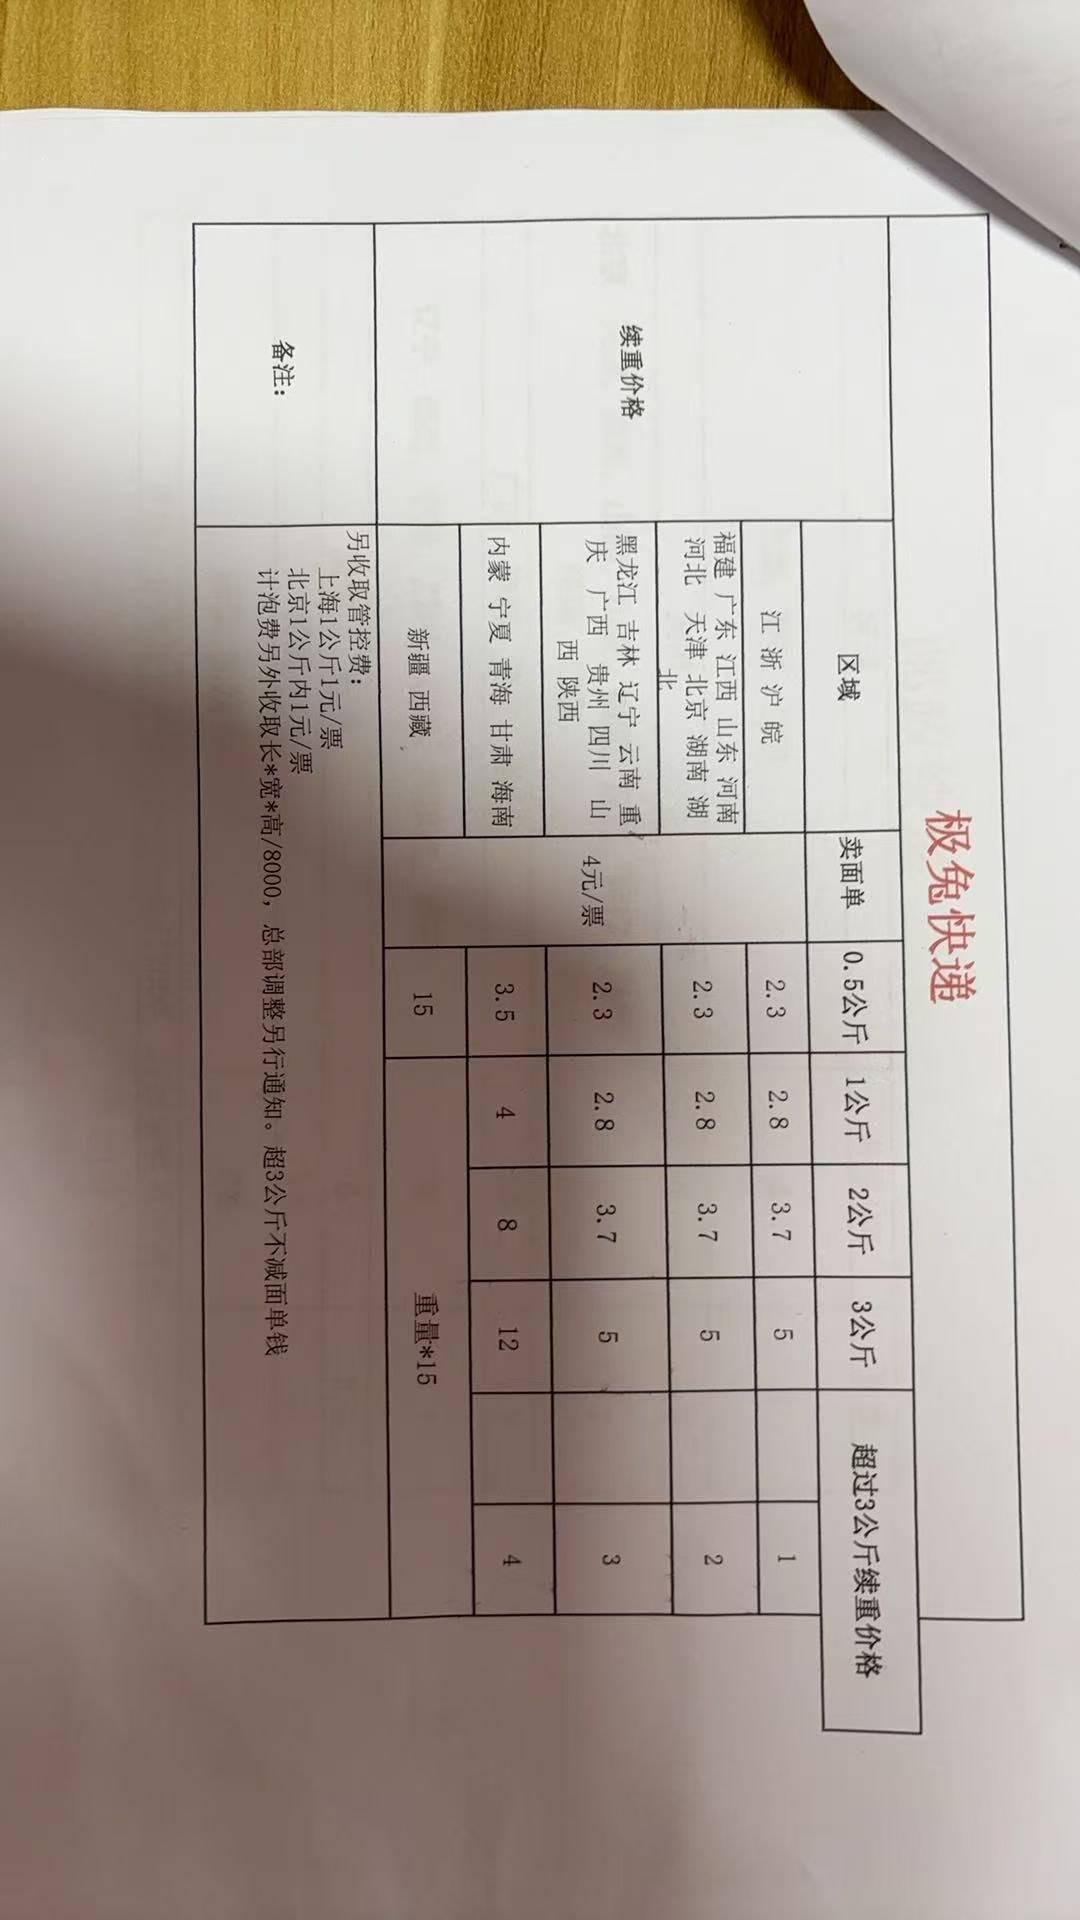 极兔快递
区域 卖面单 0.5公斤 1公斤 2公斤 3公斤 超过3公斤续重价格
江 浙 沪 皖 2.3 2.8 3.7 5 1
福建 广东 江西 山东 河南
河北 天津 北京 湖南 湖
北
2.3 2.8 3.7 5 2
续重价格
黑龙江 吉林 辽宁 云南 重
庆 广西 贵州 四川 山
西 陕西
4元/票
2.3 2.8 3.7 5 3
内蒙 宁夏 青海 甘肃 海南 3.5 4 8 12 4
新疆 西藏 15 重量*15
备注：
另收取管控费：
上海1公斤1元/票
北京1公斤内1元/票
计泡费另外收取长*宽*高/8000，总部调整另行通知。超3公斤不减面单钱